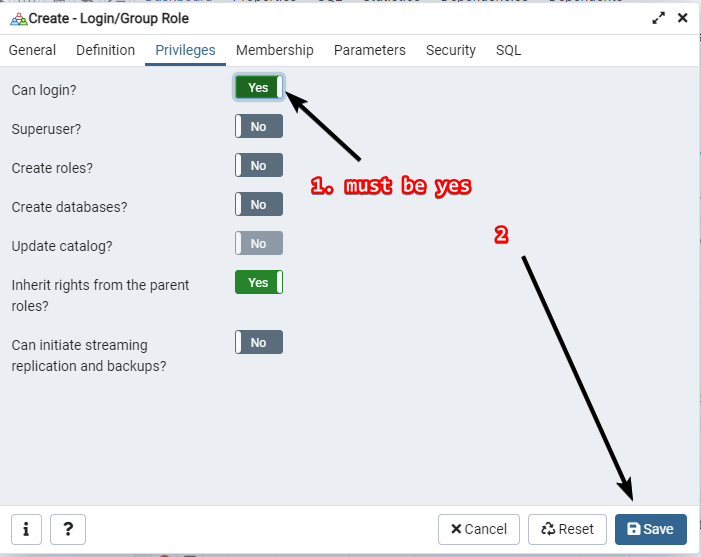 Create - Login/Group Role
General Definition Privileges Membership Parameters Security SQL
Can login? Yes
Superuser? No
Create roles? No
1. must be yes
Create databases? No
2
Update catalog? No
Inherit rights from the parent roles? Yes
Can initiate streaming replication and backups? No
i ? Cancel Reset Save